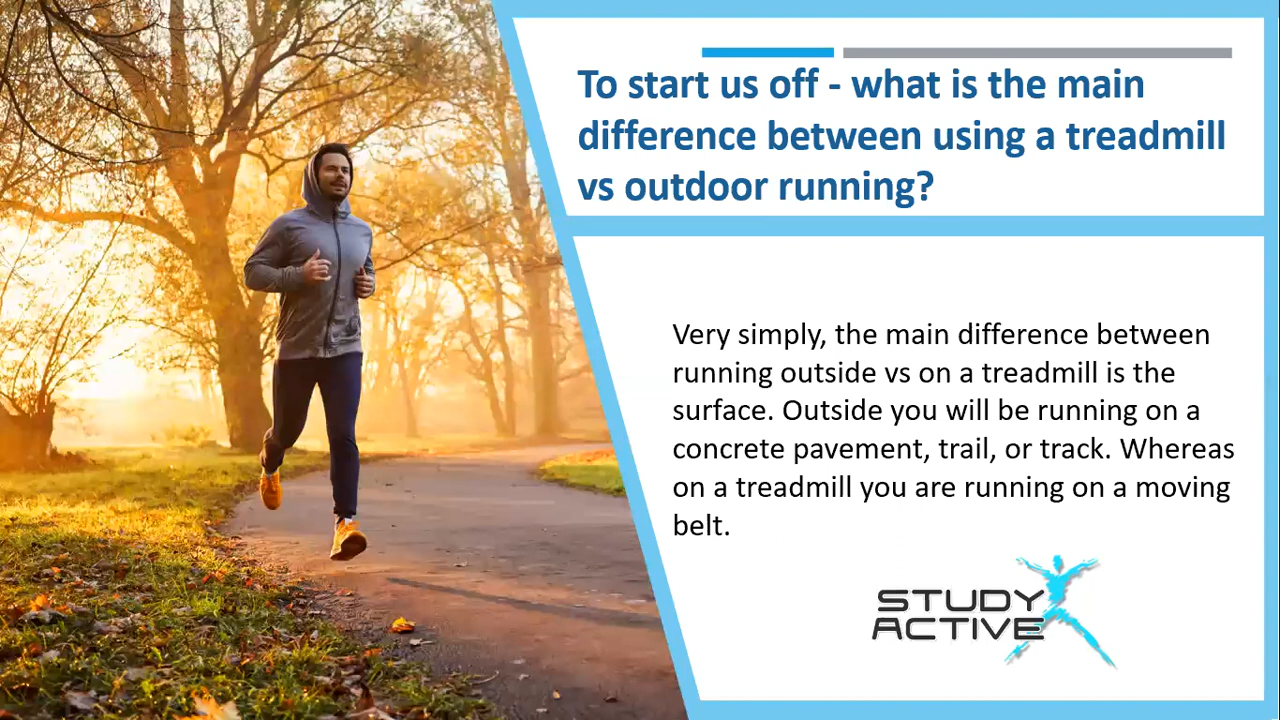 To start us off - what is the main
difference between using a treadmill
vs outdoor running?
Very simply, the main difference between
running outside vs on a treadmill is the
surface. Outside you will be running on a
concrete pavement, trail, or track. Whereas
on a treadmill you are running on a moving
belt.
STUDY
ACTIVE